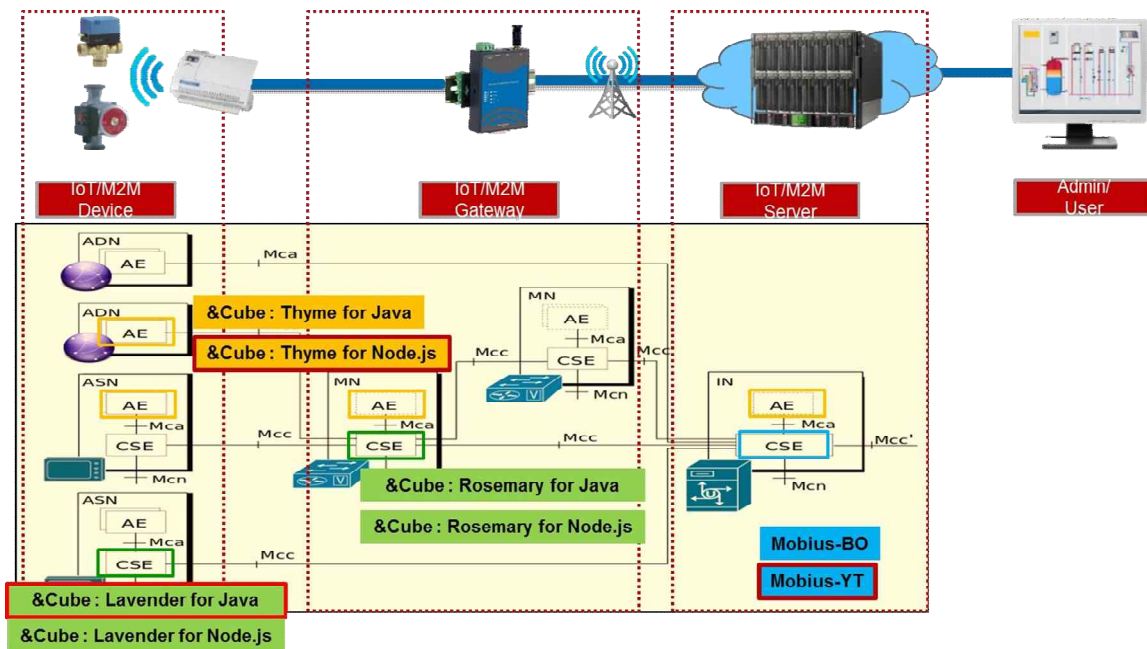 IoT/M2M
Device
IoT/M2M
Gateway
IoT/M2M
Server
Admin/
User
ADN
AE
Mca
ADN
AE
&Cube : Thyme for Java
&Cube : Thyme for Node.js
MN
AE
Mca
CSE
Mcc
Mcc
Mcn
V
ASN
AE
Mca
CSE
Mcc
Mcn
MN
AE
Mca
CSE
Mcc
V
IN
AE
Mca
CSE
Mcc'
Mcn
&Cube : Rosemary for Java
&Cube : Rosemary for Node.js
ASN
AE
Mca
CSE
Mcc
Mobius-BO
Mobius-YT
&Cube : Lavender for Java
&Cube : Lavender for Node.js